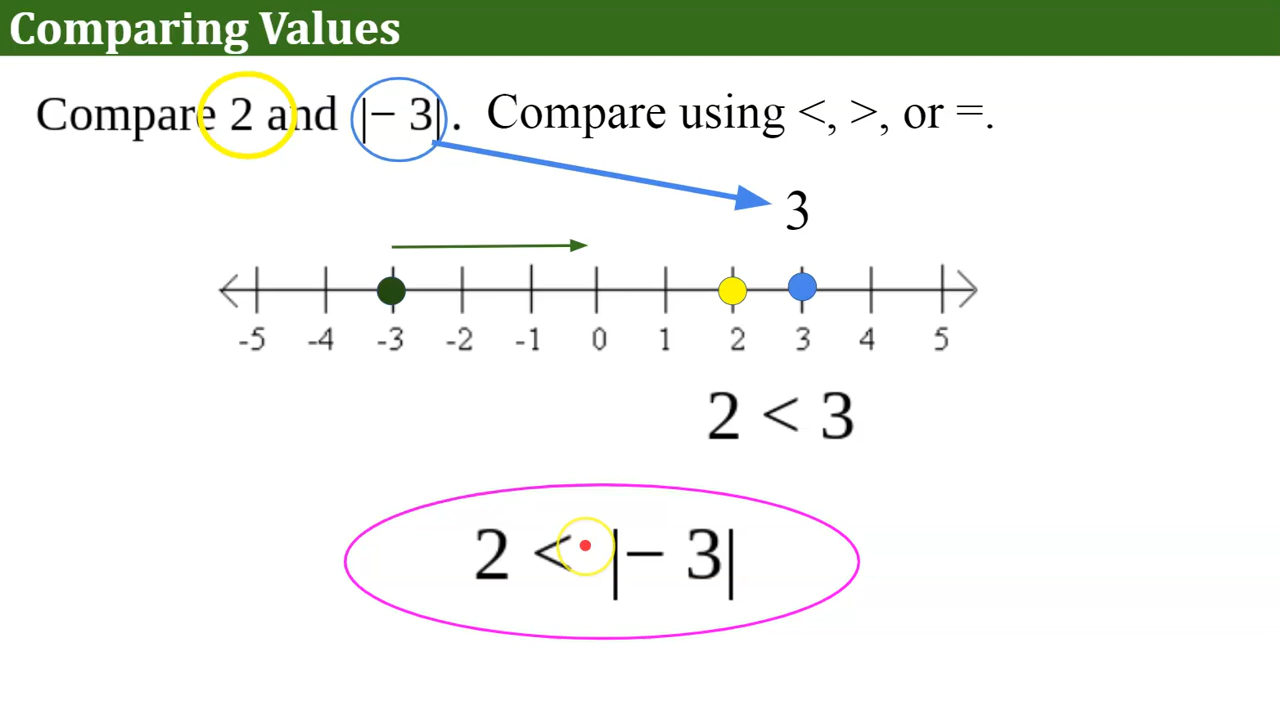 Comparing Values
Compare 2 and |− 3|. Compare using <, >, or =.
3
-5 -4 -3 -2 -1 0 1 2 3 4 5
2 < 3
2 < |− 3|